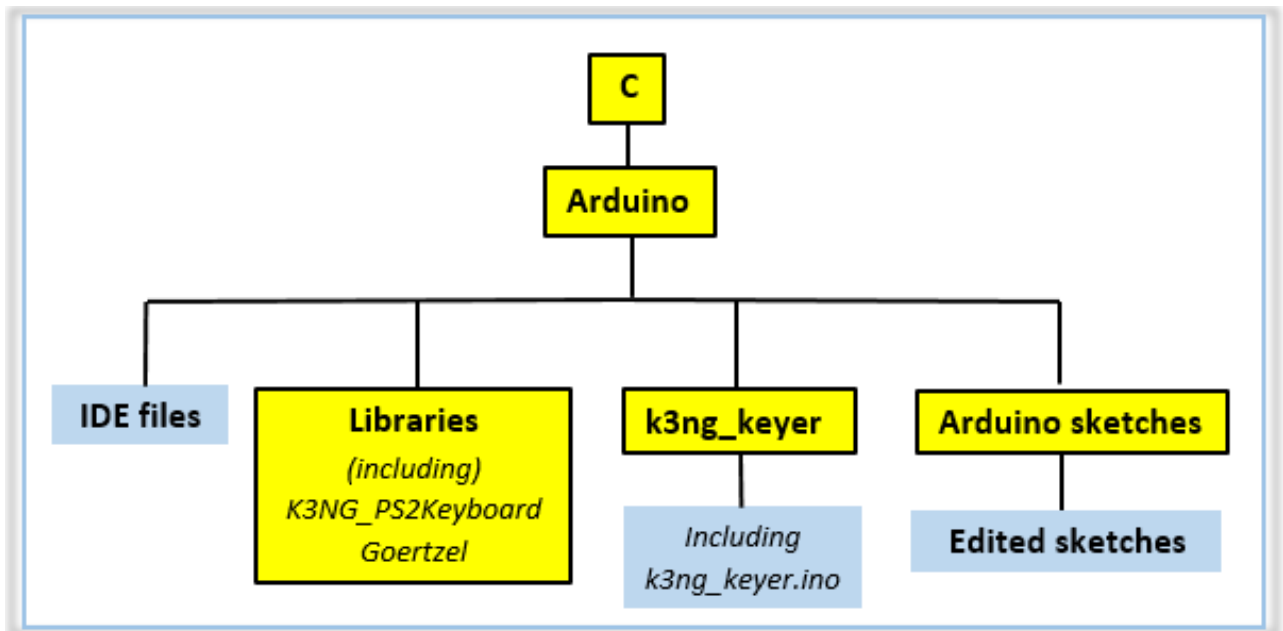 C
Arduino
IDE files
Libraries
(including)
K3NG_PS2Keyboard
Goertzel
k3ng_keyer
Including
k3ng_keyer.ino
Arduino sketches
Edited sketches